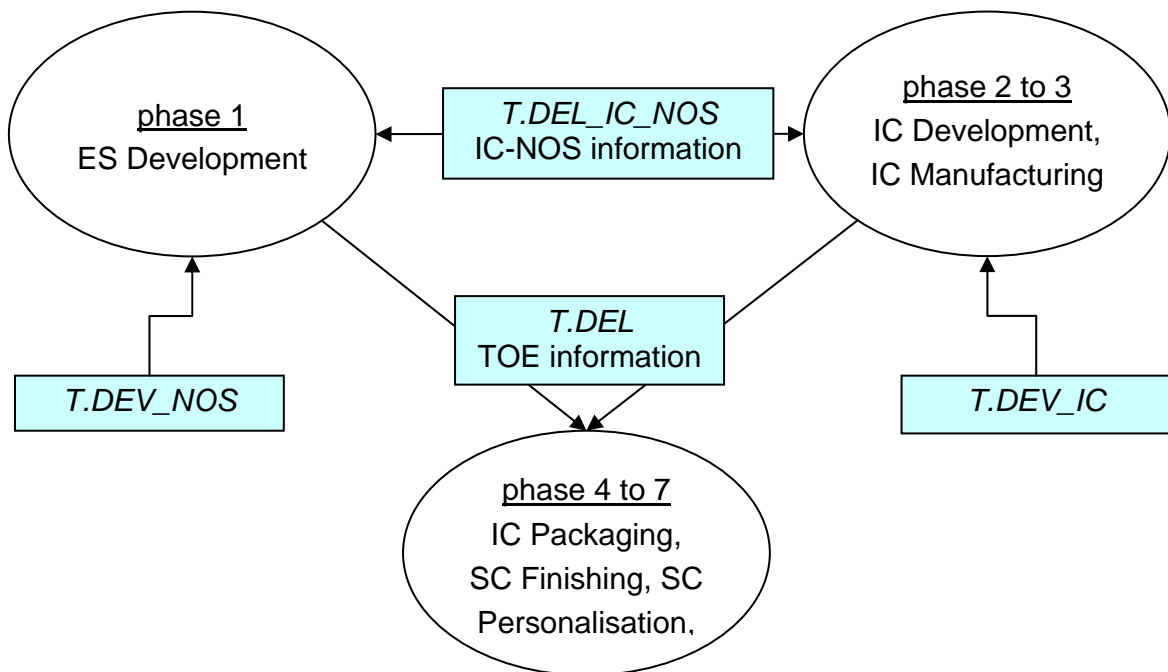 phase 1
ES Development
T.DEL_IC_NOS
IC-NOS information
phase 2 to 3
IC Development,
IC Manufacturing
T.DEL
TOE information
T.DEV_NOS
T.DEV_IC
phase 4 to 7
IC Packaging,
SC Finishing, SC
Personalisation,